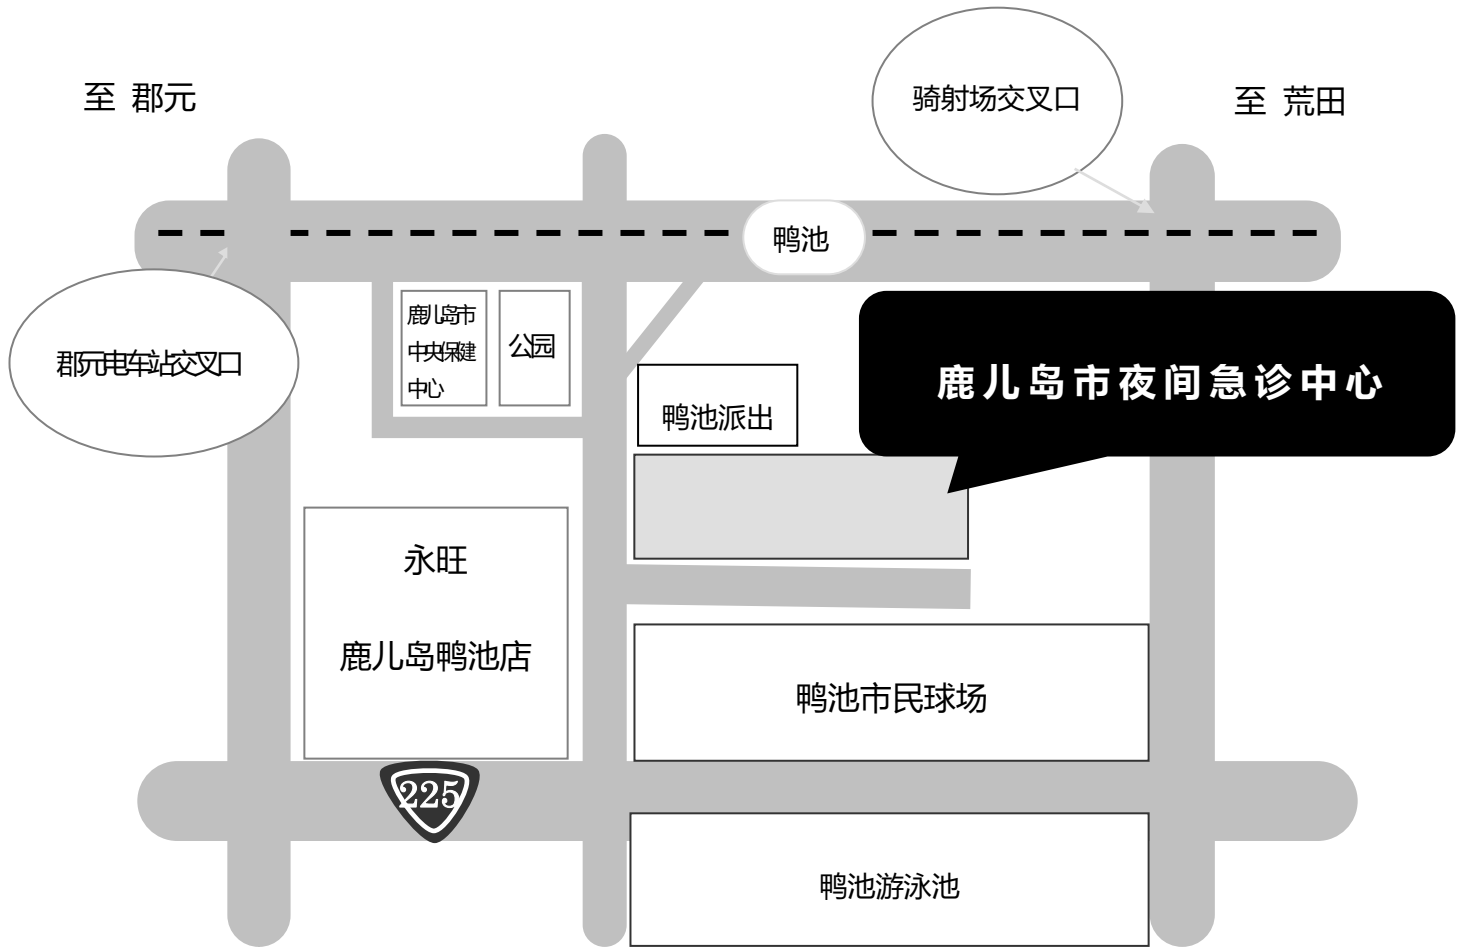 至 郡元
骑射场交叉口
至 荒田
鸭池
鹿儿岛市
中央保健
中心
公园
郡元电车站交叉口
鸭池派出
鹿儿岛市夜间急诊中心
永旺
鹿儿岛鸭池店
鸭池市民球场
225
鸭池游泳池